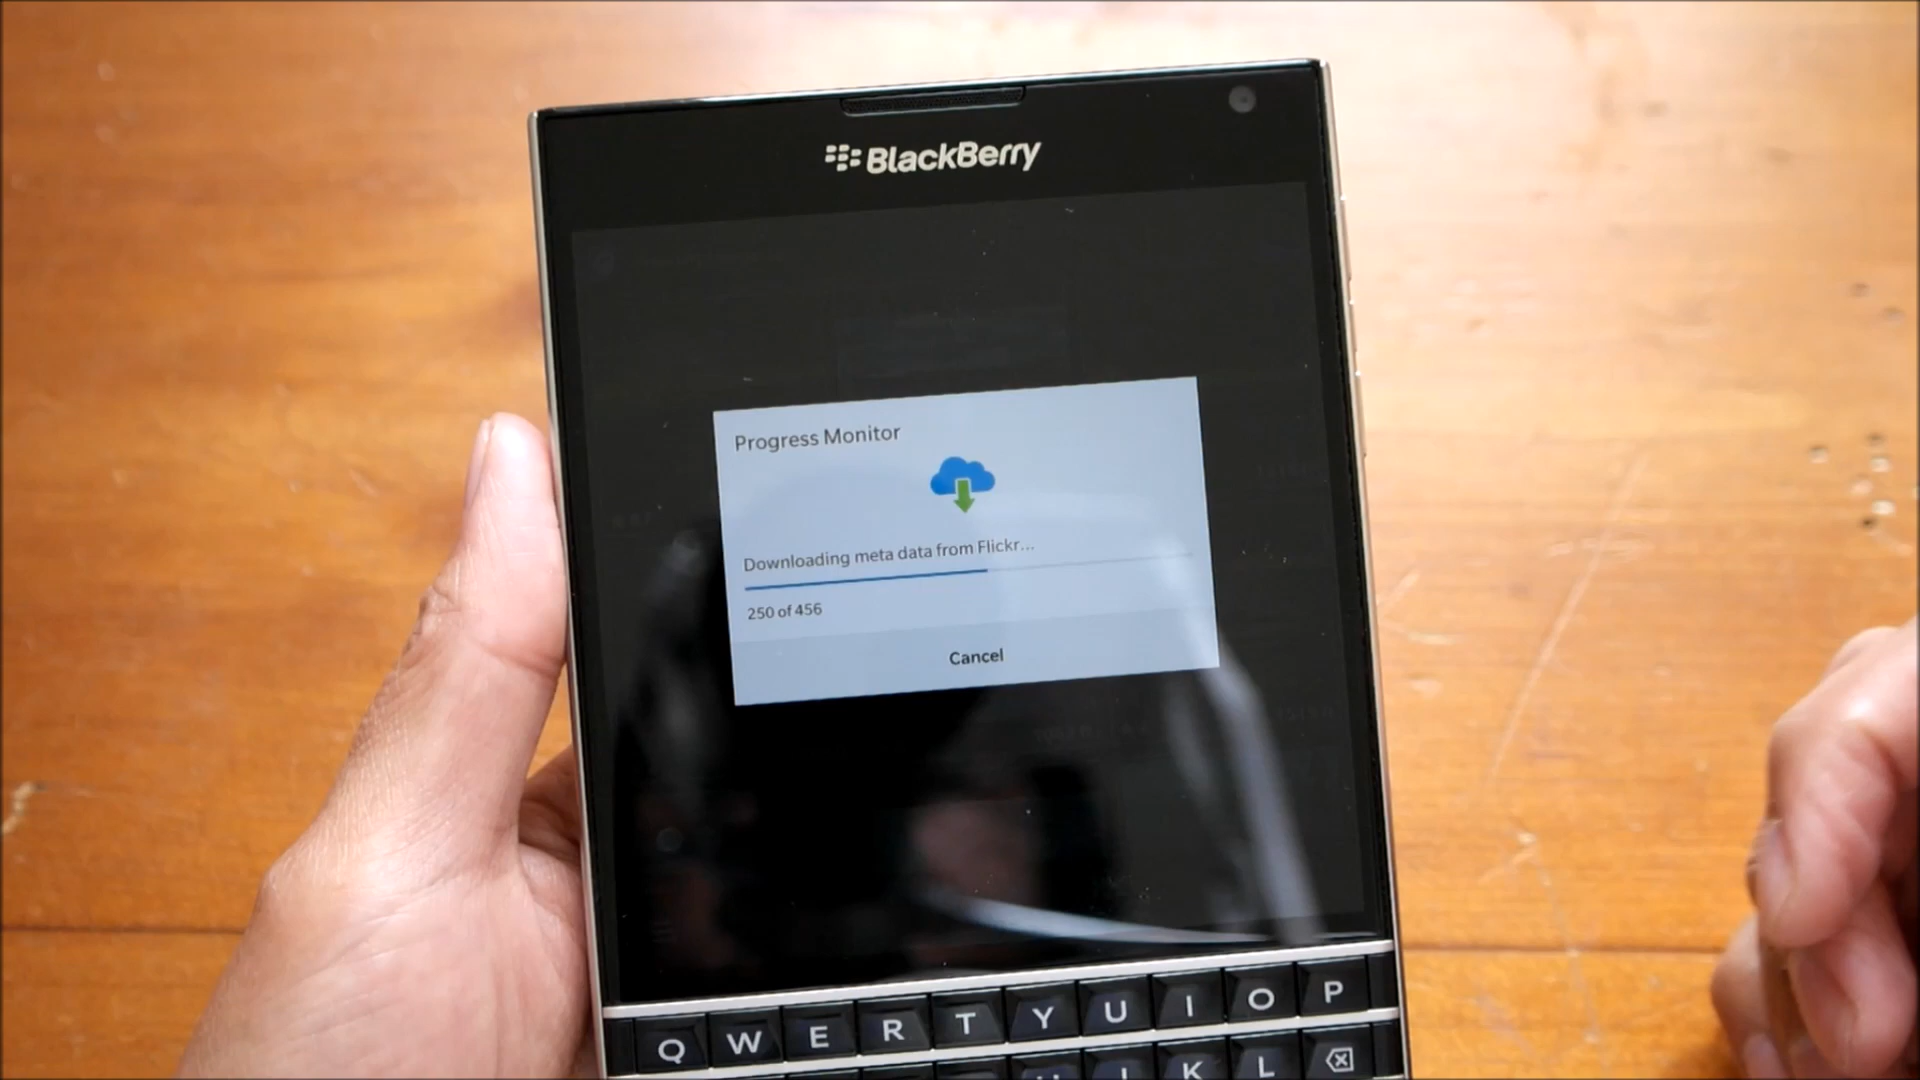 BlackBerry
Progress Monitor
Downloading meta data from Flickr...
250 of 456
Cancel
Q W E R T Y U I O P
K L